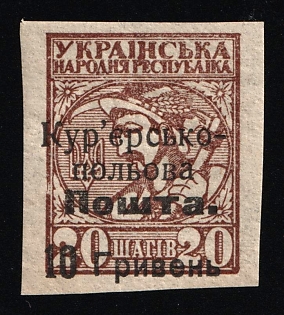 УКРАЇНСЬКА
НАРОДНЯ РЕСПУБЛІКА
Кур'єрсько-
польова
Пошта.
20 ШАГІВ 20
10 Гривень